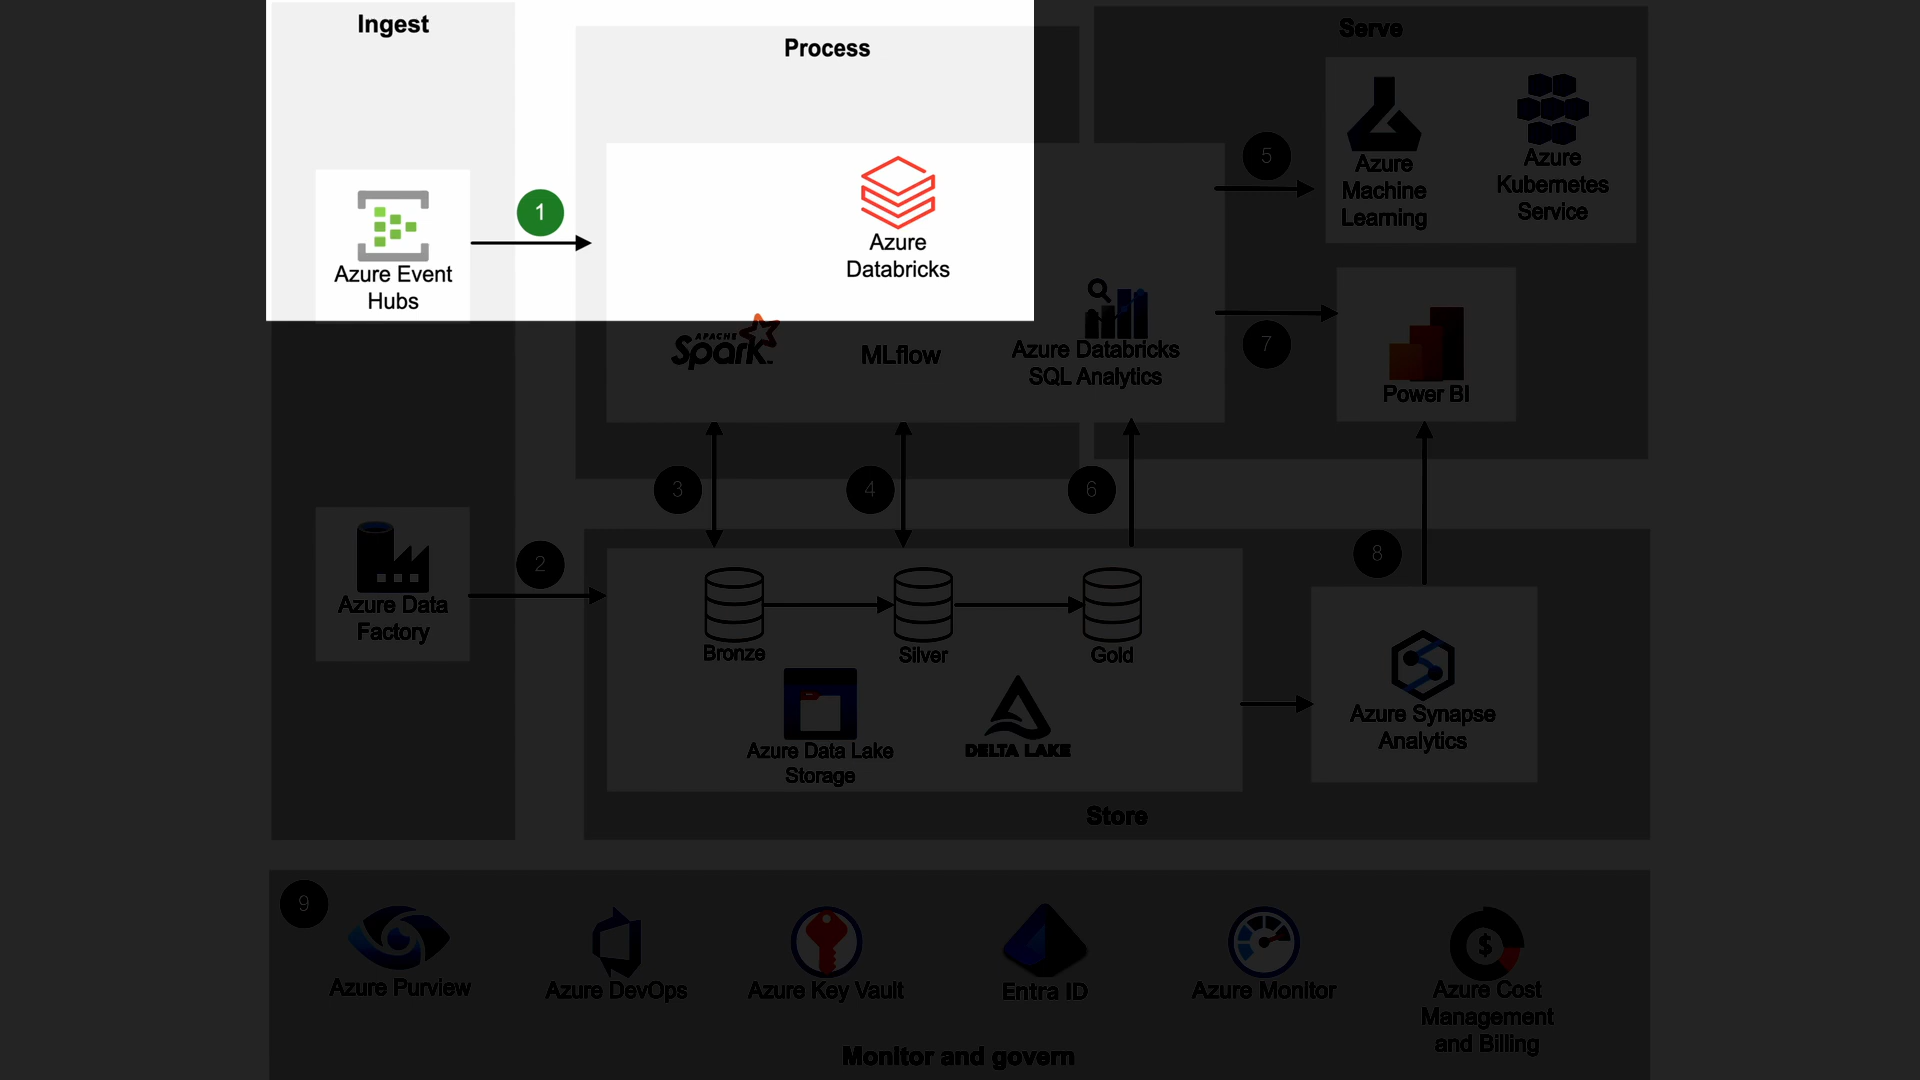 Ingest
Process
Serve
Azure
Machine
Learning
Azure
Kubernetes
Service
5
1
Azure Event
Hubs
Azure
Databricks
APACHE
Spark™
MLflow
Azure Databricks
SQL Analytics
7
Power BI
3
4
6
8
2
Azure Data
Factory
Bronze
Silver
Gold
Azure Data Lake
Storage
DELTA LAKE
Azure Synapse
Analytics
Store
9
Azure Purview
Azure DevOps
Azure Key Vault
Entra ID
Azure Monitor
$
Azure Cost
Management
and Billing
Monitor and govern